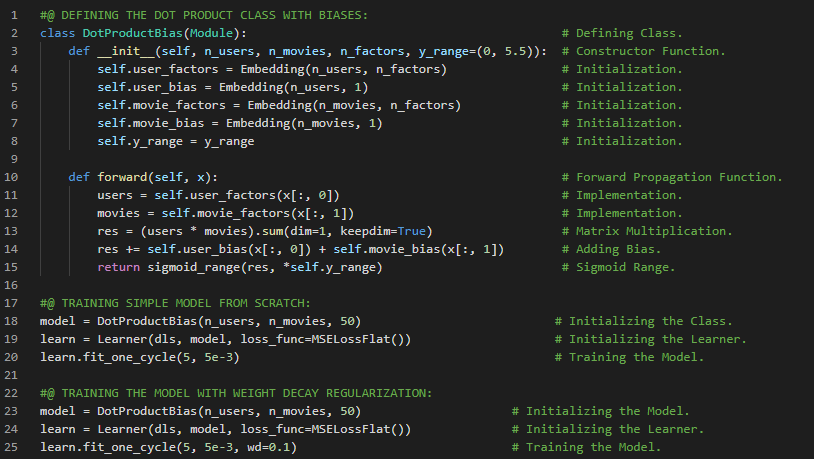 1 #@ DEFINING THE DOT PRODUCT CLASS WITH BIASES:
2 class DotProductBias(Module): # Defining Class.
3     def __init__(self, n_users, n_movies, n_factors, y_range=(0, 5.5)): # Constructor Function.
4         self.user_factors = Embedding(n_users, n_factors) # Initialization.
5         self.user_bias = Embedding(n_users, 1) # Initialization.
6         self.movie_factors = Embedding(n_movies, n_factors) # Initialization.
7         self.movie_bias = Embedding(n_movies, 1) # Initialization.
8         self.y_range = y_range # Initialization.
9
10     def forward(self, x): # Forward Propagation Function.
11         users = self.user_factors(x[:, 0]) # Implementation.
12         movies = self.movie_factors(x[:, 1]) # Implementation.
13         res = (users * movies).sum(dim=1, keepdim=True) # Matrix Multiplication.
14         res += self.user_bias(x[:, 0]) + self.movie_bias(x[:, 1]) # Adding Bias.
15         return sigmoid_range(res, *self.y_range) # Sigmoid Range.
16
17 #@ TRAINING SIMPLE MODEL FROM SCRATCH:
18 model = DotProductBias(n_users, n_movies, 50) # Initializing the Class.
19 learn = Learner(dls, model, loss_func=MSELossFlat()) # Initializing the Learner.
20 learn.fit_one_cycle(5, 5e-3) # Training the Model.
21
22 #@ TRAINING THE MODEL WITH WEIGHT DECAY REGULARIZATION:
23 model = DotProductBias(n_users, n_movies, 50) # Initializing the Model.
24 learn = Learner(dls, model, loss_func=MSELossFlat()) # Initializing the Learner.
25 learn.fit_one_cycle(5, 5e-3, wd=0.1) # Training the Model.